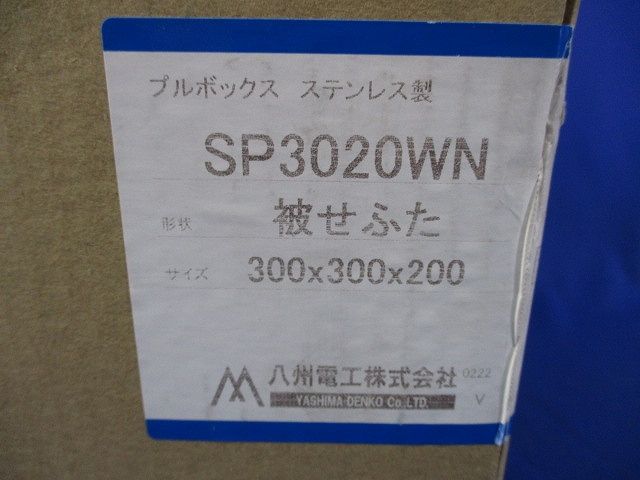 プルボックス ステンレス製
SP3020WN
形状 被せふた
サイズ 300x300x200
八州電工株式会社 0222
YASHIMA DENKO Co.LTD. V